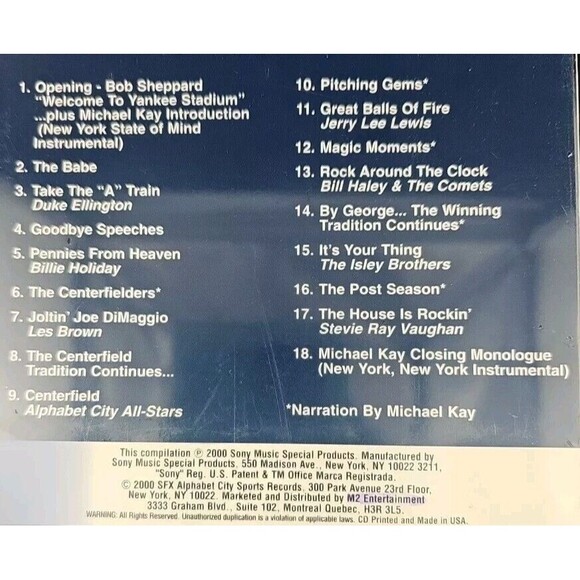 1. Opening - Bob Sheppard
"Welcome To Yankee Stadium"
...plus Michael Kay Introduction
(New York State of Mind
Instrumental)
2. The Babe
3. Take The "A" Train
Duke Ellington
4. Goodbye Speeches
5. Pennies From Heaven
Billie Holiday
6. The Centerfielders*
7. Joltin' Joe DiMaggio
Les Brown
8. The Centerfield
Tradition Continues...
9. Centerfield
Alphabet City All-Stars
10. Pitching Gems*
11. Great Balls Of Fire
Jerry Lee Lewis
12. Magic Moments*
13. Rock Around The Clock
Bill Haley & The Comets
14. By George... The Winning
Tradition Continues*
15. It's Your Thing
The Isley Brothers
16. The Post Season*
17. The House Is Rockin'
Stevie Ray Vaughan
18. Michael Kay Closing Monologue
(New York, New York Instrumental)
*Narration By Michael Kay
This compilation ℗ 2000 Sony Music Special Products. Manufactured by
Sony Music Special Products, 550 Madison Ave., New York, NY 10022 3211,
"Sony" Reg. U.S. Patent & TM Office Marca Registrada.
© 2000 SFX Alphabet City Sports Records. 300 Park Avenue 23rd Floor,
New York, NY, 10022. Marketed and Distributed by M2 Entertainment
3333 Graham Blvd., Suite 102, Montreal Quebec, H3R 3L5.
WARNING: All Rights Reserved. Unauthorized duplication is a violation of applicable laws. CD Printed and Made in USA.